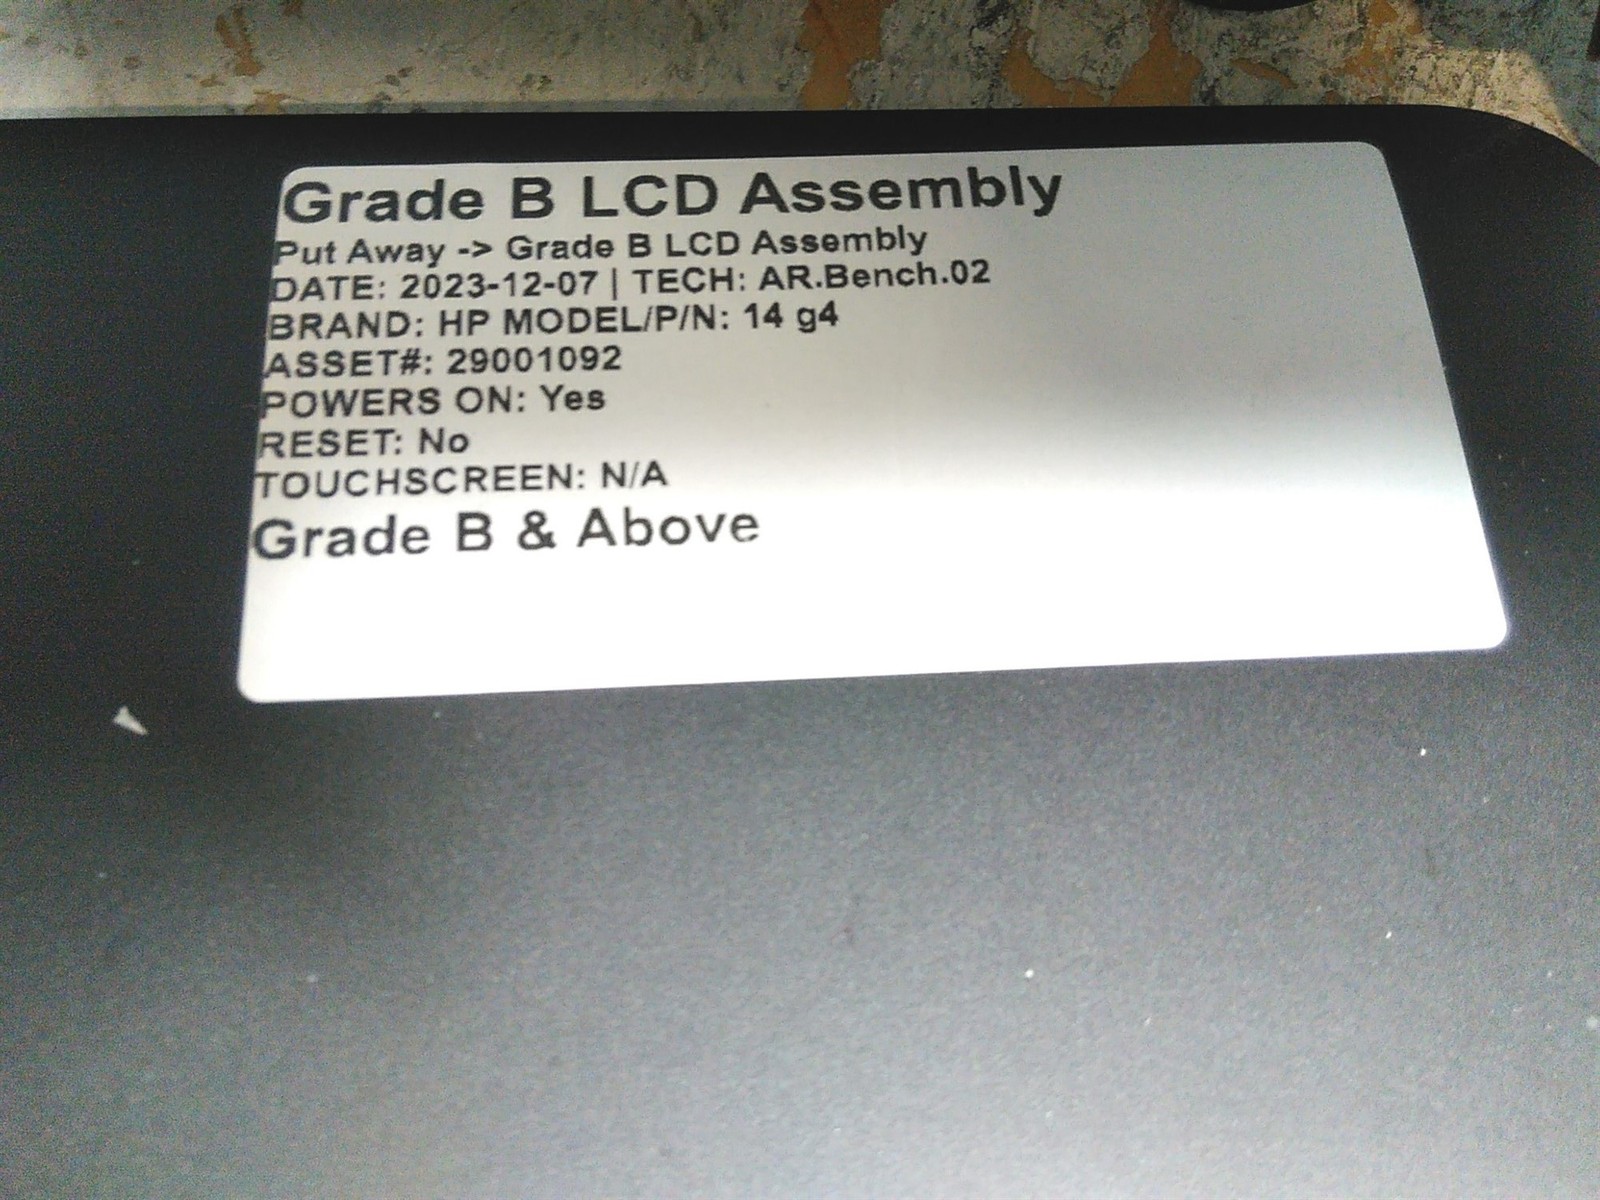 Grade B LCD Assembly
Put Away -> Grade B LCD Assembly
DATE: 2023-12-07 | TECH: AR.Bench.02
BRAND: HP MODEL/P/N: 14 g4
ASSET#: 29001092
POWERS ON: Yes
RESET: No
TOUCHSCREEN: N/A
Grade B & Above